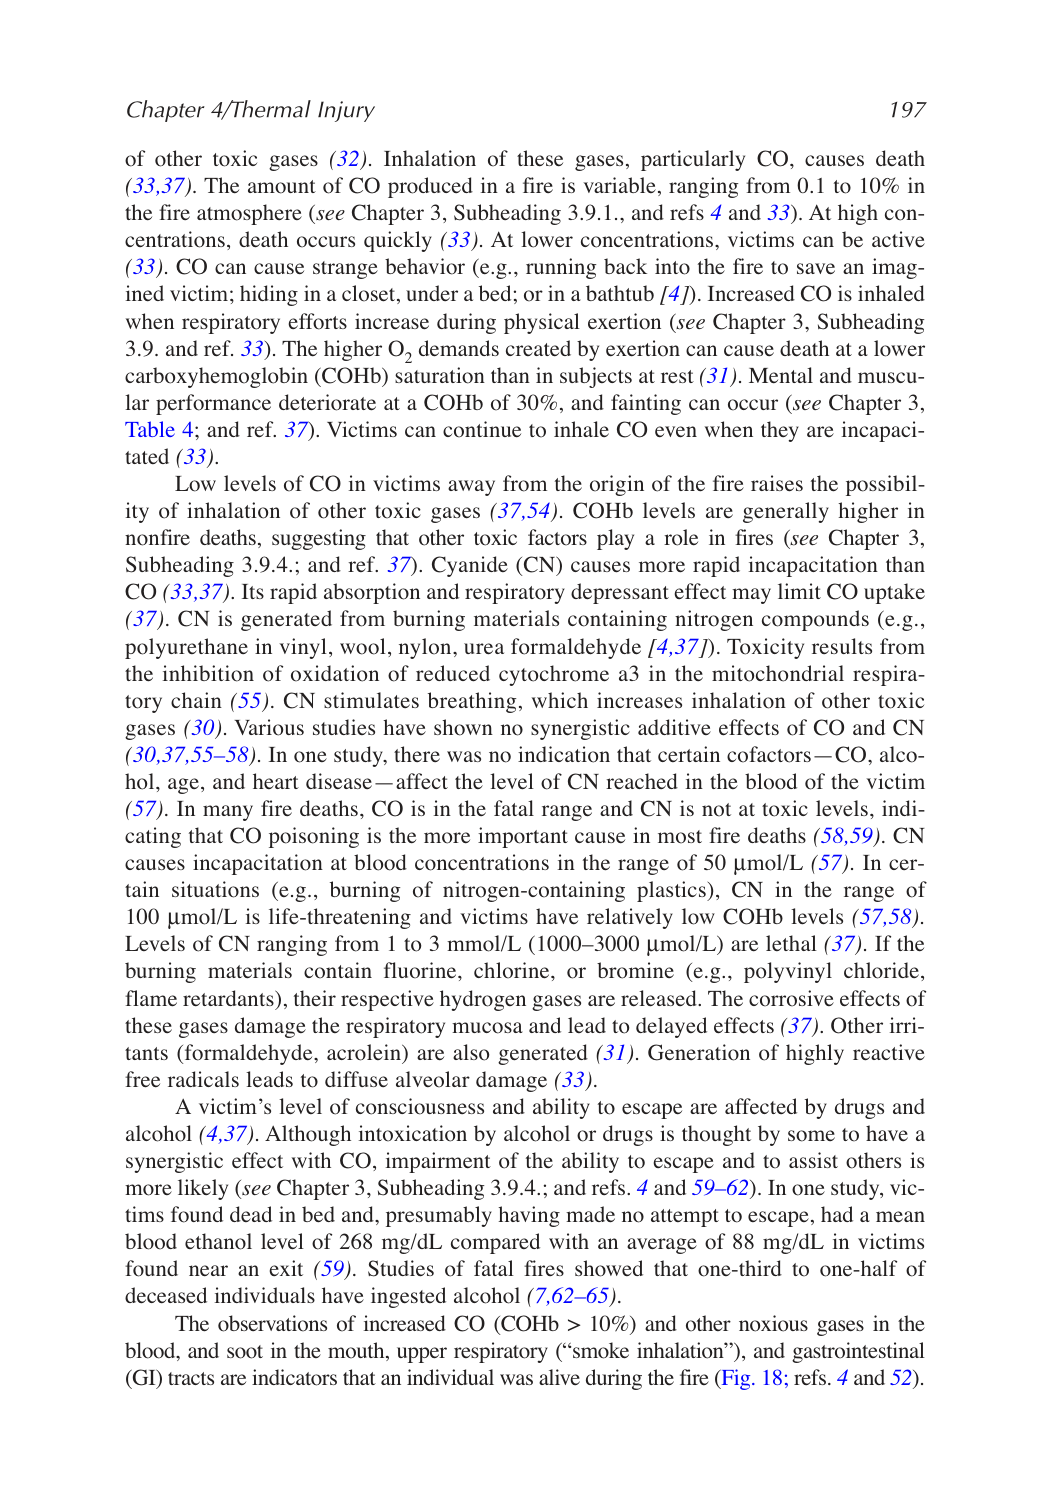 Chapter 4/Thermal Injury 197
of other toxic gases (32). Inhalation of these gases, particularly CO, causes death
(33,37). The amount of CO produced in a fire is variable, ranging from 0.1 to 10% in
the fire atmosphere (see Chapter 3, Subheading 3.9.1., and refs 4 and 33). At high con-
centrations, death occurs quickly (33). At lower concentrations, victims can be active
(33). CO can cause strange behavior (e.g., running back into the fire to save an imag-
ined victim; hiding in a closet, under a bed; or in a bathtub [4]). Increased CO is inhaled
when respiratory efforts increase during physical exertion (see Chapter 3, Subheading
3.9. and ref. 33). The higher O2 demands created by exertion can cause death at a lower
carboxyhemoglobin (COHb) saturation than in subjects at rest (31). Mental and muscu-
lar performance deteriorate at a COHb of 30%, and fainting can occur (see Chapter 3,
Table 4; and ref. 37). Victims can continue to inhale CO even when they are incapaci-
tated (33).
Low levels of CO in victims away from the origin of the fire raises the possibil-
ity of inhalation of other toxic gases (37,54). COHb levels are generally higher in
nonfire deaths, suggesting that other toxic factors play a role in fires (see Chapter 3,
Subheading 3.9.4.; and ref. 37). Cyanide (CN) causes more rapid incapacitation than
CO (33,37). Its rapid absorption and respiratory depressant effect may limit CO uptake
(37). CN is generated from burning materials containing nitrogen compounds (e.g.,
polyurethane in vinyl, wool, nylon, urea formaldehyde [4,37]). Toxicity results from
the inhibition of oxidation of reduced cytochrome a3 in the mitochondrial respira-
tory chain (55). CN stimulates breathing, which increases inhalation of other toxic
gases (30). Various studies have shown no synergistic additive effects of CO and CN
(30,37,55–58). In one study, there was no indication that certain cofactors—CO, alco-
hol, age, and heart disease—affect the level of CN reached in the blood of the victim
(57). In many fire deaths, CO is in the fatal range and CN is not at toxic levels, indi-
cating that CO poisoning is the more important cause in most fire deaths (58,59). CN
causes incapacitation at blood concentrations in the range of 50 µmol/L (57). In cer-
tain situations (e.g., burning of nitrogen-containing plastics), CN in the range of
100 µmol/L is life-threatening and victims have relatively low COHb levels (57,58).
Levels of CN ranging from 1 to 3 mmol/L (1000–3000 µmol/L) are lethal (37). If the
burning materials contain fluorine, chlorine, or bromine (e.g., polyvinyl chloride,
flame retardants), their respective hydrogen gases are released. The corrosive effects of
these gases damage the respiratory mucosa and lead to delayed effects (37). Other irri-
tants (formaldehyde, acrolein) are also generated (31). Generation of highly reactive
free radicals leads to diffuse alveolar damage (33).
A victim’s level of consciousness and ability to escape are affected by drugs and
alcohol (4,37). Although intoxication by alcohol or drugs is thought by some to have a
synergistic effect with CO, impairment of the ability to escape and to assist others is
more likely (see Chapter 3, Subheading 3.9.4.; and refs. 4 and 59–62). In one study, vic-
tims found dead in bed and, presumably having made no attempt to escape, had a mean
blood ethanol level of 268 mg/dL compared with an average of 88 mg/dL in victims
found near an exit (59). Studies of fatal fires showed that one-third to one-half of
deceased individuals have ingested alcohol (7,62–65).
The observations of increased CO (COHb > 10%) and other noxious gases in the
blood, and soot in the mouth, upper respiratory (“smoke inhalation”), and gastrointestinal
(GI) tracts are indicators that an individual was alive during the fire (Fig. 18; refs. 4 and 52).